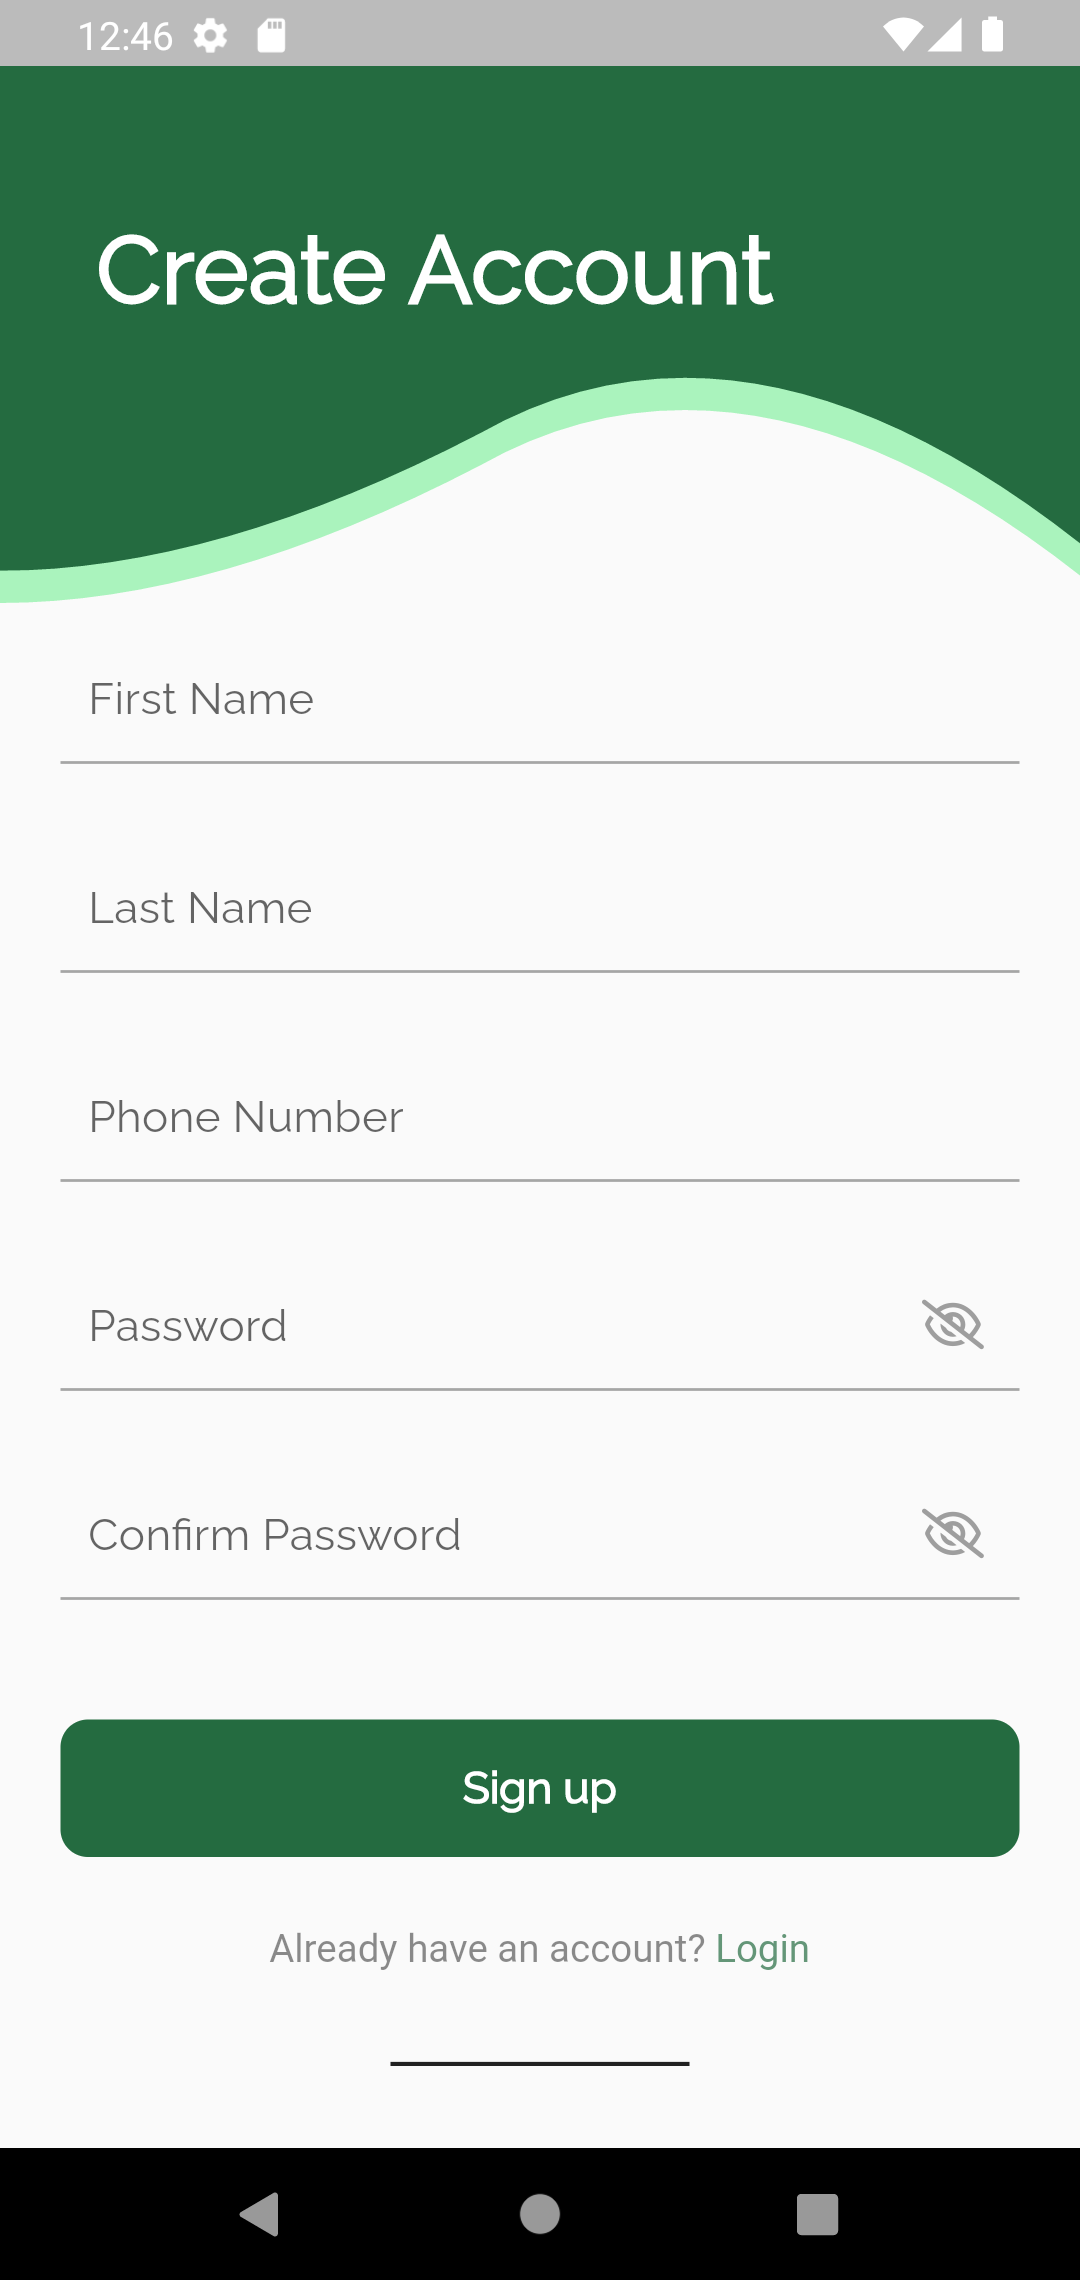 12:46
Create Account
First Name
Last Name
Phone Number
Password
Confirm Password
Sign up
Already have an account? Login